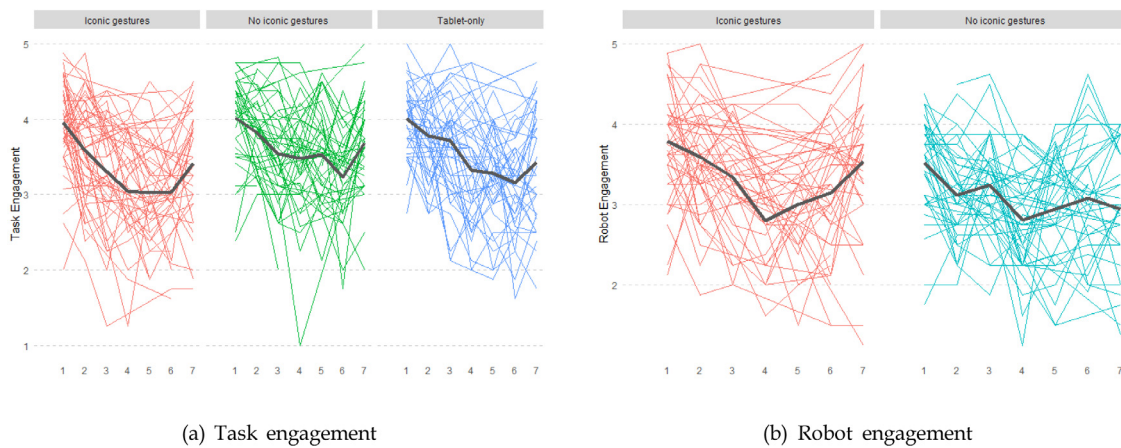 Iconic gestures No iconic gestures Tablet-only
5
4
3
2
1
Task Engagement
1 2 3 4 5 6 7 1 2 3 4 5 6 7 1 2 3 4 5 6 7
(a) Task engagement
Iconic gestures No iconic gestures
5
4
3
2
Robot Engagement
1 2 3 4 5 6 7 1 2 3 4 5 6 7
(b) Robot engagement